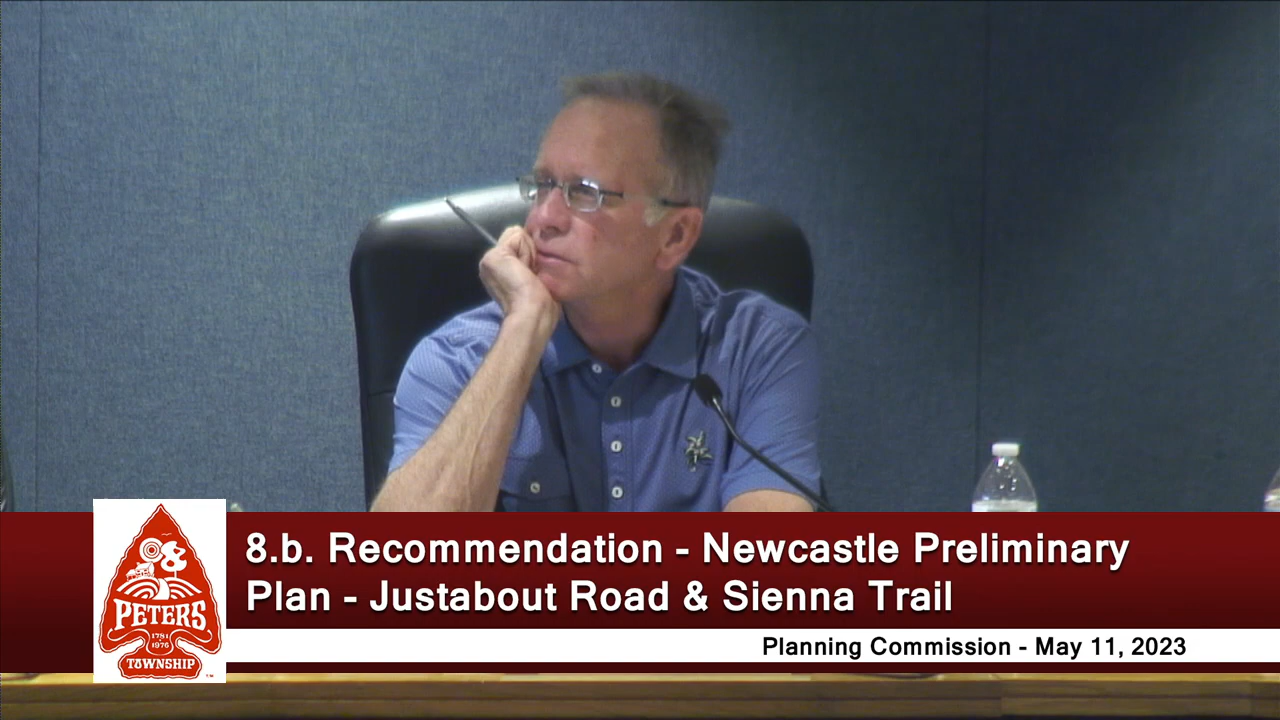 8.b. Recommendation - Newcastle Preliminary
Plan - Justabout Road & Sienna Trail
Planning Commission - May 11, 2023
PETERS
1781
1976
TOWNSHIP